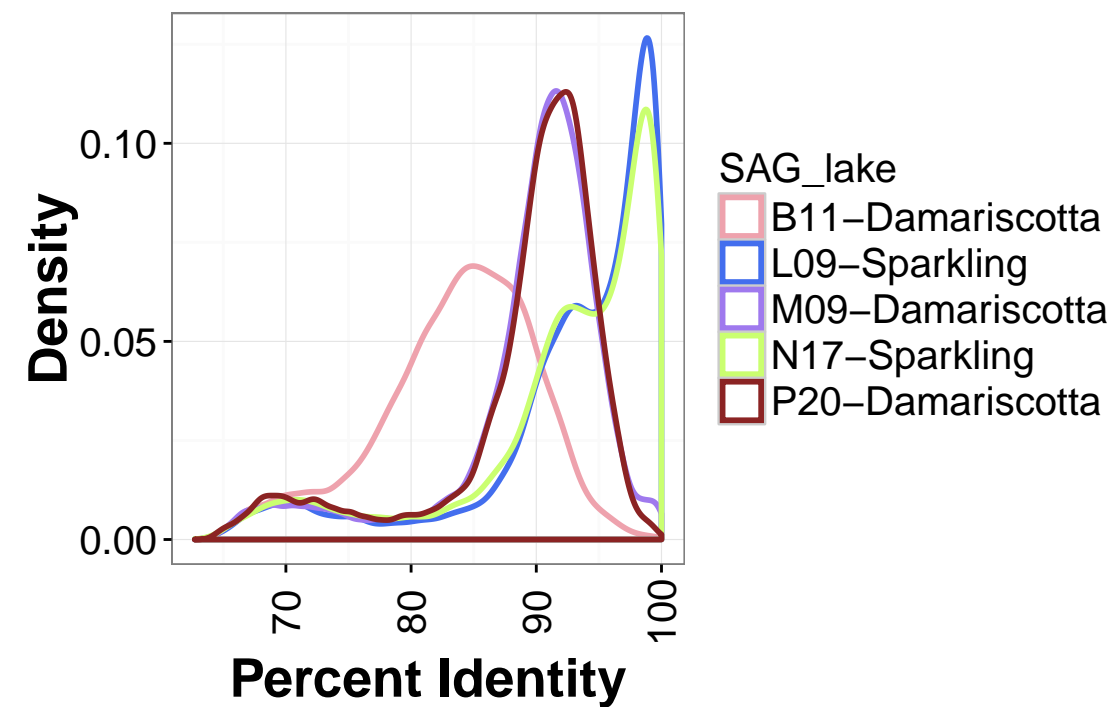 Density
0.10
0.05
0.00
70
80
90
100
Percent Identity
SAG_lake
B11−Damariscotta
L09−Sparkling
M09−Damariscotta
N17−Sparkling
P20−Damariscotta